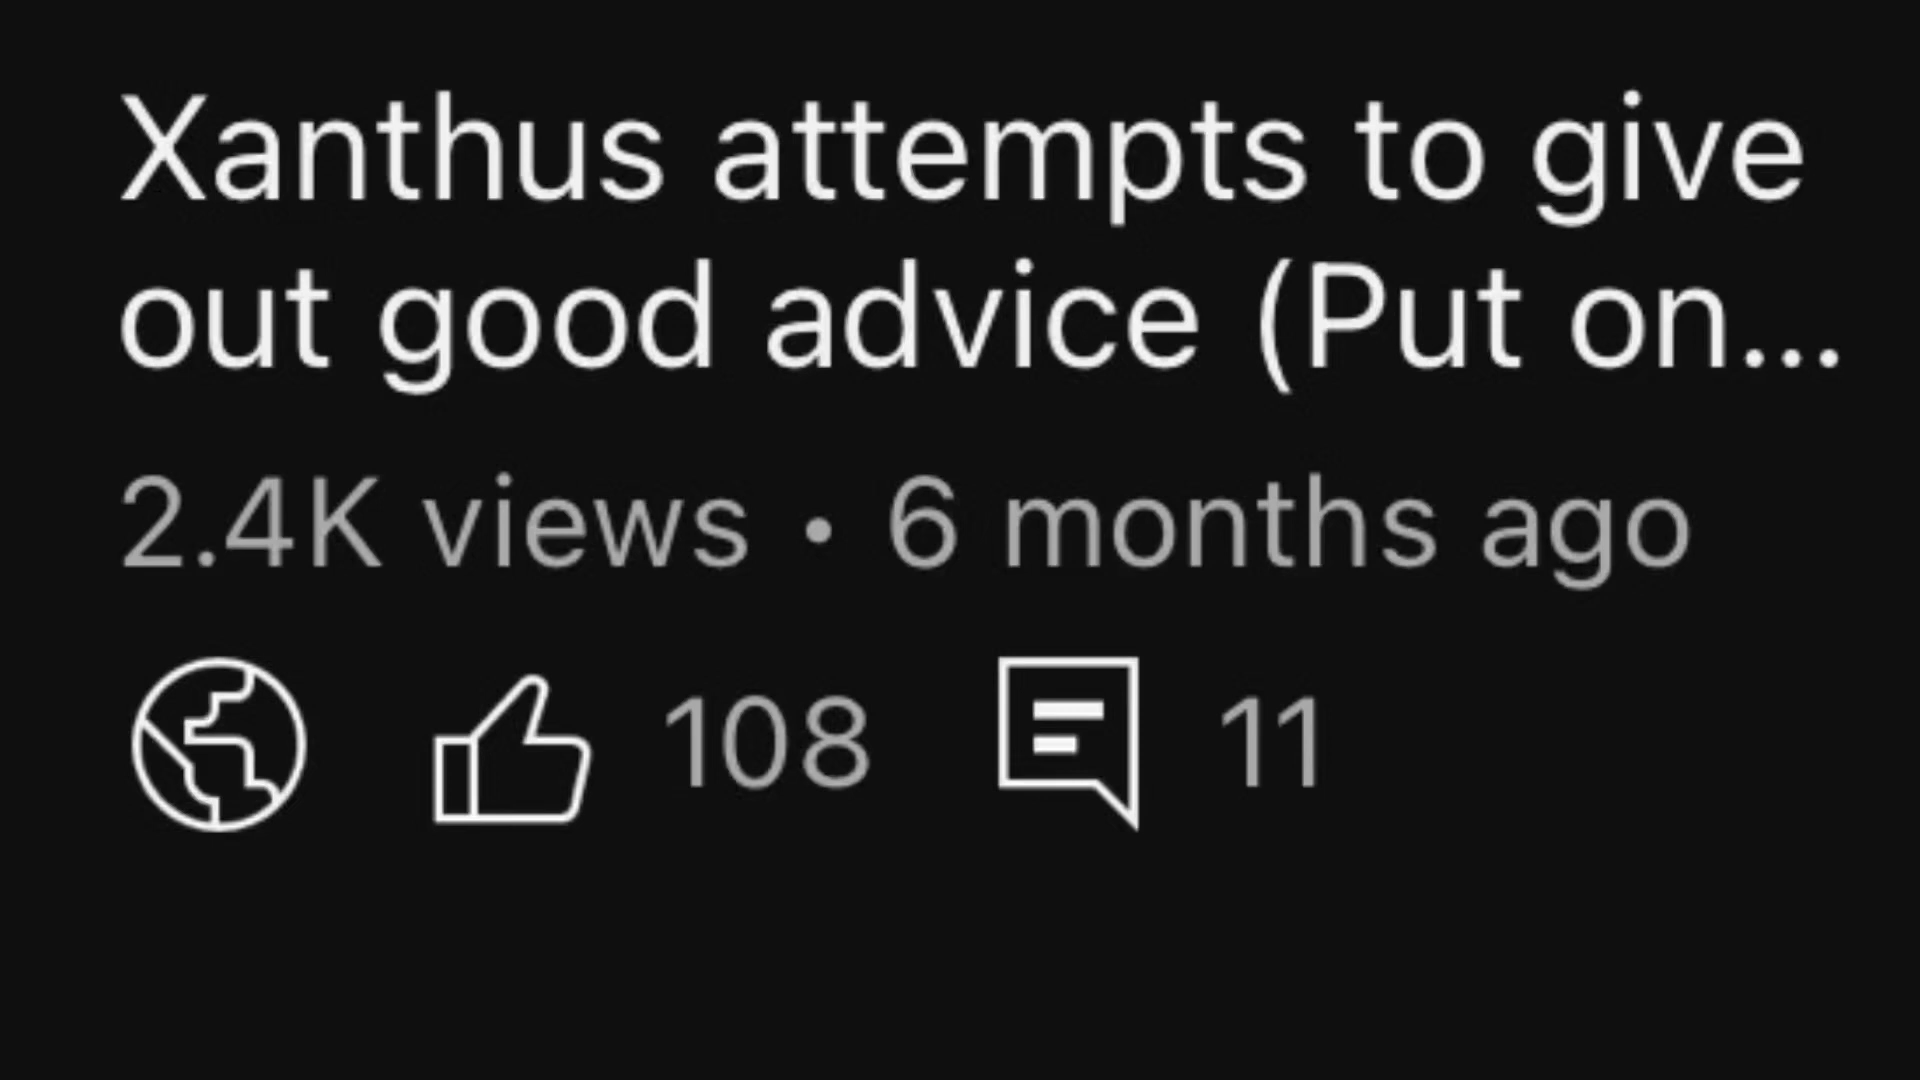 Xanthus attempts to give
out good advice (Put on...
2.4K views • 6 months ago
108 11